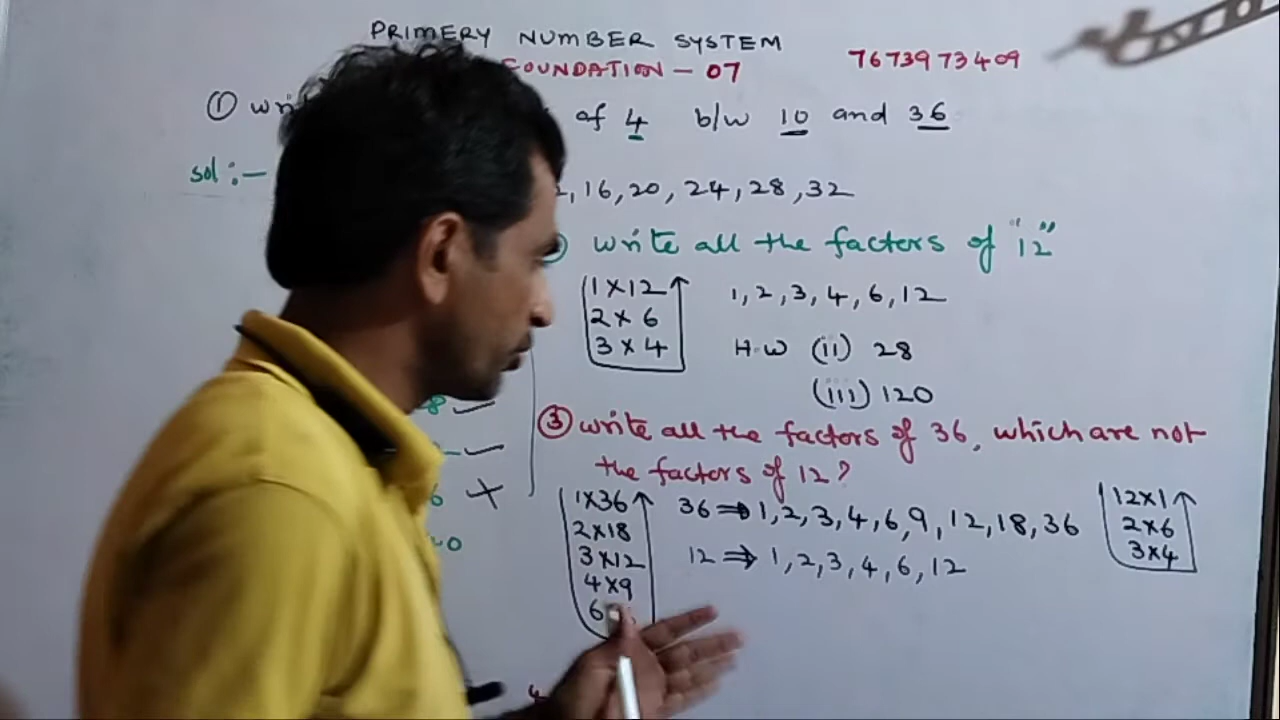 PRIMERY NUMBER SYSTEM
FOUNDATION - 07 7673973409
① of 4 b/w 10 and 36
sol :-
, 16, 20, 24, 28, 32
write all the factors of "12"
1 × 12
2 × 6
3 × 4
1, 2, 3, 4, 6, 12
H.W (ii) 28
(iii) 120
③ write all the factors of 36, which are not
the factors of 12?
1×36
2×18
3×12
4×9
6
36 ⇒ 1, 2, 3, 4, 6, 9, 12, 18, 36
12 ⇒ 1, 2, 3, 4, 6, 12
12×1
2×6
3×4